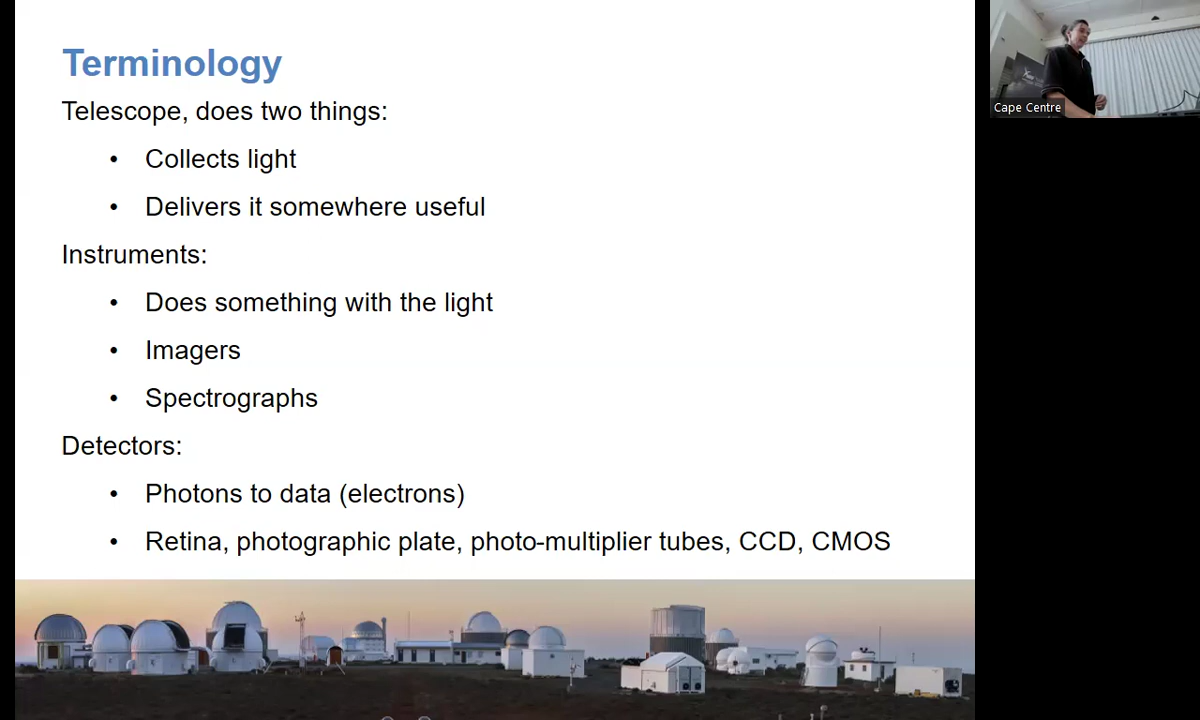 Terminology
Telescope, does two things:
• Collects light
• Delivers it somewhere useful
Instruments:
• Does something with the light
• Imagers
• Spectrographs
Detectors:
• Photons to data (electrons)
• Retina, photographic plate, photo-multiplier tubes, CCD, CMOS
Cape Centre